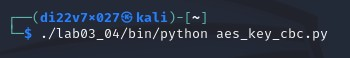 ┌──(di22v7×027㉿kali)-[~]
└─$ ./lab03_04/bin/python aes_key_cbc.py